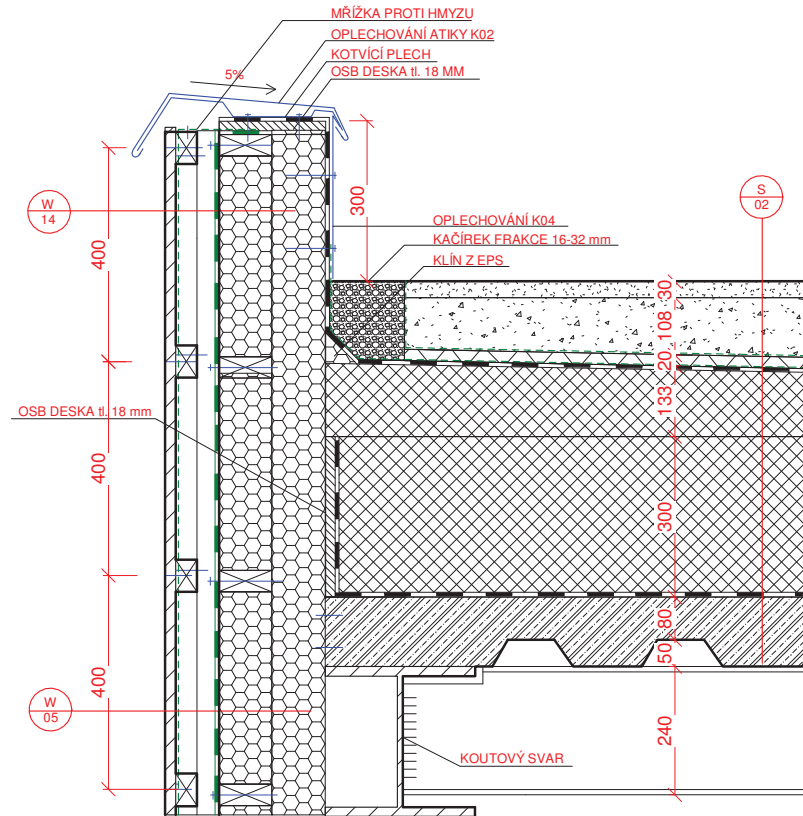 MŘÍŽKA PROTI HMYZU
OPLECHOVÁNÍ ATIKY K02
KOTVÍCÍ PLECH
OSB DESKA tl. 18 MM
5%
W
14
300
S
02
400
OPLECHOVÁNÍ K04
KAČÍREK FRAKCE 16-32 mm
KLÍN Z EPS
30
108
20
133
OSB DESKA tl. 18 mm
400
300
80
50
400
W
05
240
KOUTOVÝ SVAR